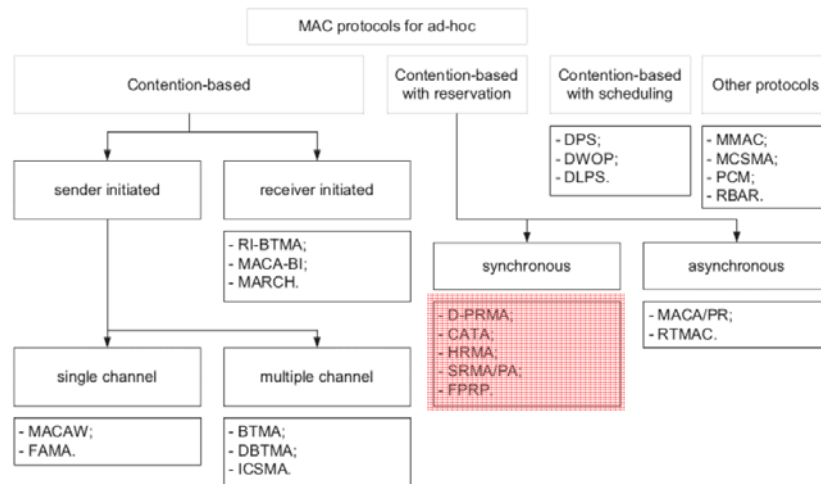 MAC protocols for ad-hoc
Contention-based
Contention-based
with reservation
Contention-based
with scheduling
Other protocols
- DPS;
- DWOP;
- DLPS.
- MMAC;
- MCSMA;
- PCM;
- RBAR.
sender initiated
receiver initiated
- RI-BTMA;
- MACA-BI;
- MARCH.
synchronous
asynchronous
- D-PRMA;
- CATA;
- HRMA;
- SRMA/PA;
- FPRP.
- MACA/PR;
- RTMAC.
single channel
multiple channel
- MACAW;
- FAMA.
- BTMA;
- DBTMA;
- ICSMA.